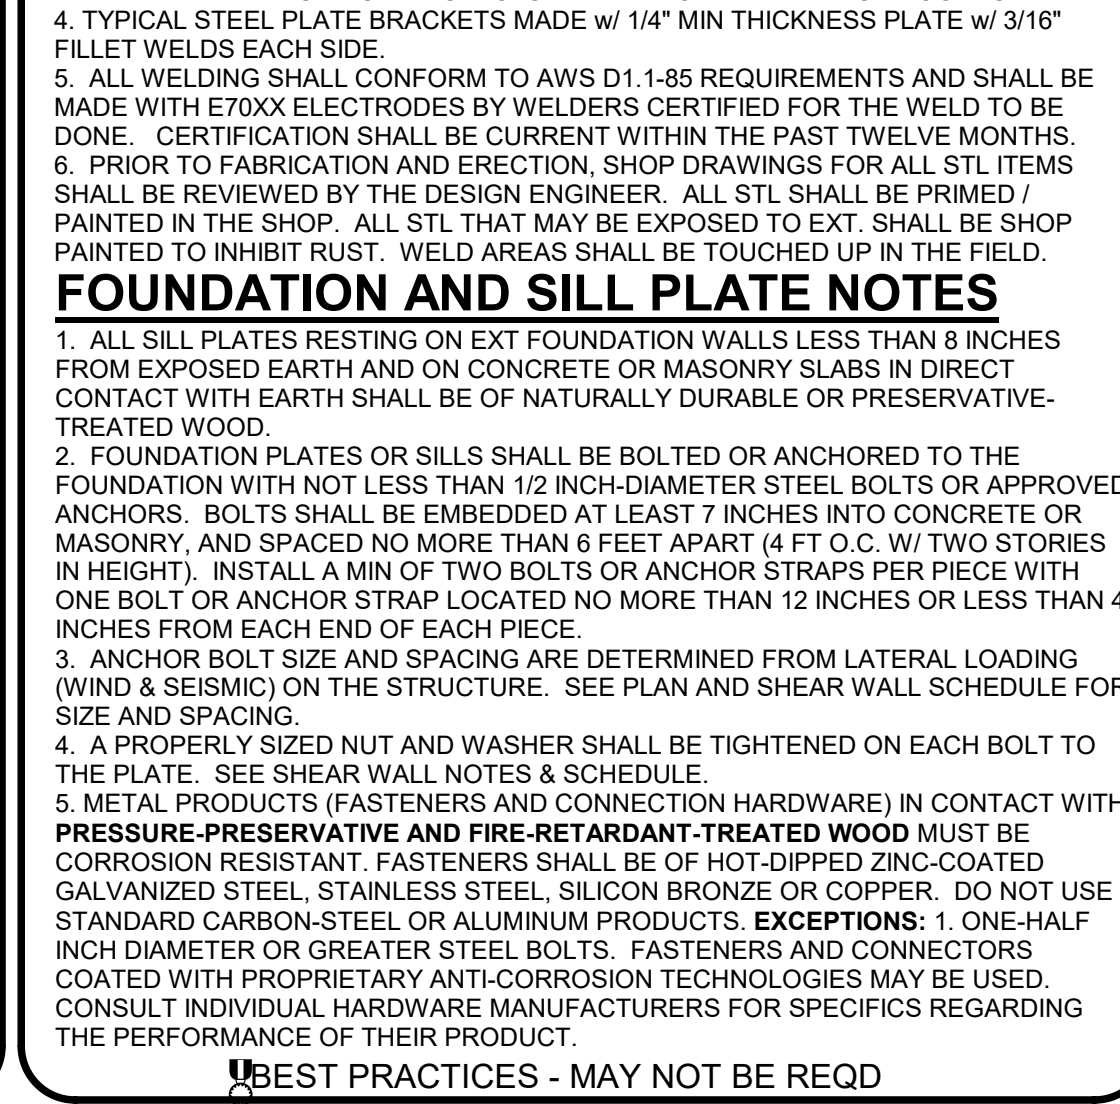 4. TYPICAL STEEL PLATE BRACKETS MADE w/ 1/4" MIN THICKNESS PLATE w/ 3/16"
FILLET WELDS EACH SIDE.
5. ALL WELDING SHALL CONFORM TO AWS D1.1-85 REQUIREMENTS AND SHALL BE
MADE WITH E70XX ELECTRODES BY WELDERS CERTIFIED FOR THE WELD TO BE
DONE. CERTIFICATION SHALL BE CURRENT WITHIN THE PAST TWELVE MONTHS.
6. PRIOR TO FABRICATION AND ERECTION, SHOP DRAWINGS FOR ALL STL ITEMS
SHALL BE REVIEWED BY THE DESIGN ENGINEER. ALL STL SHALL BE PRIMED /
PAINTED IN THE SHOP. ALL STL THAT MAY BE EXPOSED TO EXT. SHALL BE SHOP
PAINTED TO INHIBIT RUST. WELD AREAS SHALL BE TOUCHED UP IN THE FIELD.
FOUNDATION AND SILL PLATE NOTES
1. ALL SILL PLATES RESTING ON EXT FOUNDATION WALLS LESS THAN 8 INCHES
FROM EXPOSED EARTH AND ON CONCRETE OR MASONRY SLABS IN DIRECT
CONTACT WITH EARTH SHALL BE OF NATURALLY DURABLE OR PRESERVATIVE-
TREATED WOOD.
2. FOUNDATION PLATES OR SILLS SHALL BE BOLTED OR ANCHORED TO THE
FOUNDATION WITH NOT LESS THAN 1/2 INCH-DIAMETER STEEL BOLTS OR APPROVED
ANCHORS. BOLTS SHALL BE EMBEDDED AT LEAST 7 INCHES INTO CONCRETE OR
MASONRY, AND SPACED NO MORE THAN 6 FEET APART (4 FT O.C. W/ TWO STORIES
IN HEIGHT). INSTALL A MIN OF TWO BOLTS OR ANCHOR STRAPS PER PIECE WITH
ONE BOLT OR ANCHOR STRAP LOCATED NO MORE THAN 12 INCHES OR LESS THAN 4
INCHES FROM EACH END OF EACH PIECE.
3. ANCHOR BOLT SIZE AND SPACING ARE DETERMINED FROM LATERAL LOADING
(WIND & SEISMIC) ON THE STRUCTURE. SEE PLAN AND SHEAR WALL SCHEDULE FOR
SIZE AND SPACING.
4. A PROPERLY SIZED NUT AND WASHER SHALL BE TIGHTENED ON EACH BOLT TO
THE PLATE. SEE SHEAR WALL NOTES & SCHEDULE.
5. METAL PRODUCTS (FASTENERS AND CONNECTION HARDWARE) IN CONTACT WITH
PRESSURE-PRESERVATIVE AND FIRE-RETARDANT-TREATED WOOD MUST BE
CORROSION RESISTANT. FASTENERS SHALL BE OF HOT-DIPPED ZINC-COATED
GALVANIZED STEEL, STAINLESS STEEL, SILICON BRONZE OR COPPER. DO NOT USE
STANDARD CARBON-STEEL OR ALUMINUM PRODUCTS. EXCEPTIONS: 1. ONE-HALF
INCH DIAMETER OR GREATER STEEL BOLTS. FASTENERS AND CONNECTORS
COATED WITH PROPRIETARY ANTI-CORROSION TECHNOLOGIES MAY BE USED.
CONSULT INDIVIDUAL HARDWARE MANUFACTURERS FOR SPECIFICS REGARDING
THE PERFORMANCE OF THEIR PRODUCT.
BEST PRACTICES - MAY NOT BE REQD